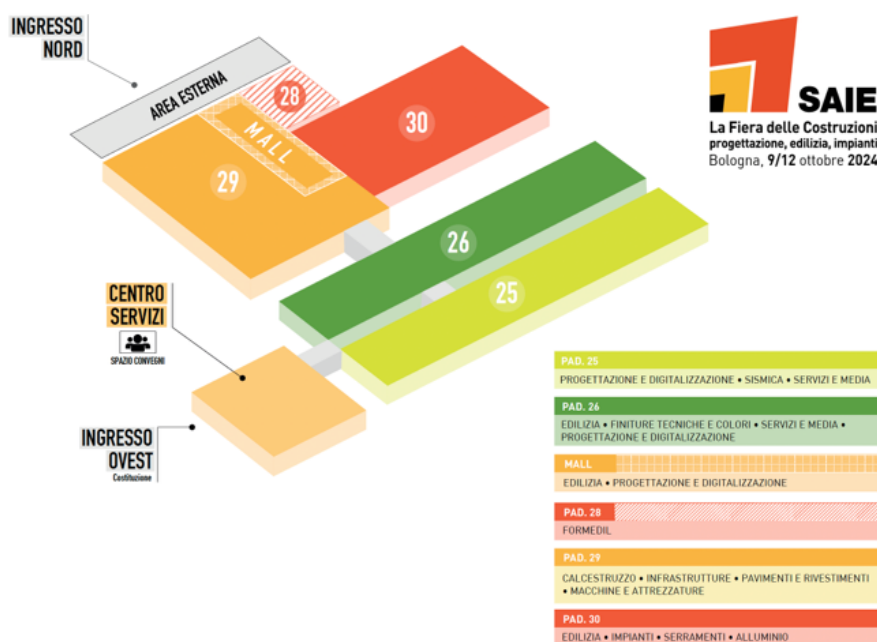 INGRESSO
NORD
AREA ESTERNA
28
MALL
30
29
26
25
CENTRO
SERVIZI
SPAZIO CONVEGNI
INGRESSO
OVEST
Costituzione
SAIE
La Fiera delle Costruzioni
progettazione, edilizia, impianti
Bologna, 9/12 ottobre 2024
PAD. 25
PROGETTAZIONE E DIGITALIZZAZIONE • SISMICA • SERVIZI E MEDIA
PAD. 26
EDILIZIA • FINITURE TECNICHE E COLORI • SERVIZI E MEDIA •
PROGETTAZIONE E DIGITALIZZAZIONE
MALL
EDILIZIA • PROGETTAZIONE E DIGITALIZZAZIONE
PAD. 28
FORMEDIL
PAD. 29
CALCESTRUZZO • INFRASTRUTTURE • PAVIMENTI E RIVESTIMENTI
• MACCHINE E ATTREZZATURE
PAD. 30
EDILIZIA • IMPIANTI • SERRAMENTI • ALLUMINIO